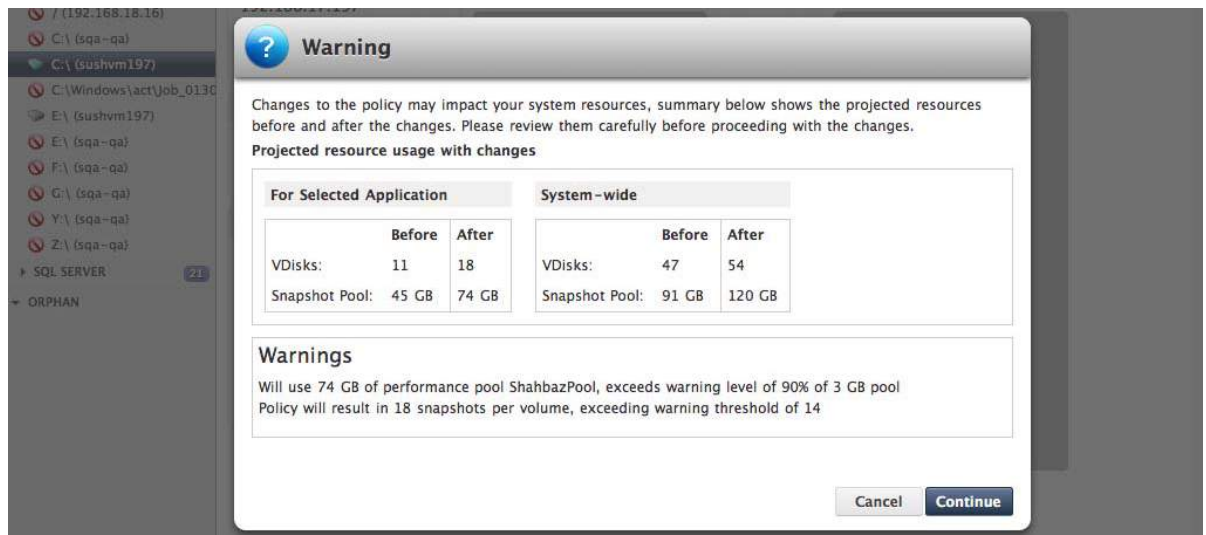 / (192.168.18.16)
C:\ (sqa-qa)
C:\ (sushvm197)
C:\Windows\act\Job_0130
E:\ (sushvm197)
E:\ (sqa-qa)
F:\ (sqa-qa)
G:\ (sqa-qa)
Y:\ (sqa-qa)
Z:\ (sqa-qa)
SQL SERVER 21
ORPHAN
Warning
Changes to the policy may impact your system resources, summary below shows the projected resources
before and after the changes. Please review them carefully before proceeding with the changes.
Projected resource usage with changes
For Selected Application
Before After
VDisks: 11 18
Snapshot Pool: 45 GB 74 GB
System-wide
Before After
VDisks: 47 54
Snapshot Pool: 91 GB 120 GB
Warnings
Will use 74 GB of performance pool ShahbazPool, exceeds warning level of 90% of 3 GB pool
Policy will result in 18 snapshots per volume, exceeding warning threshold of 14
Cancel Continue